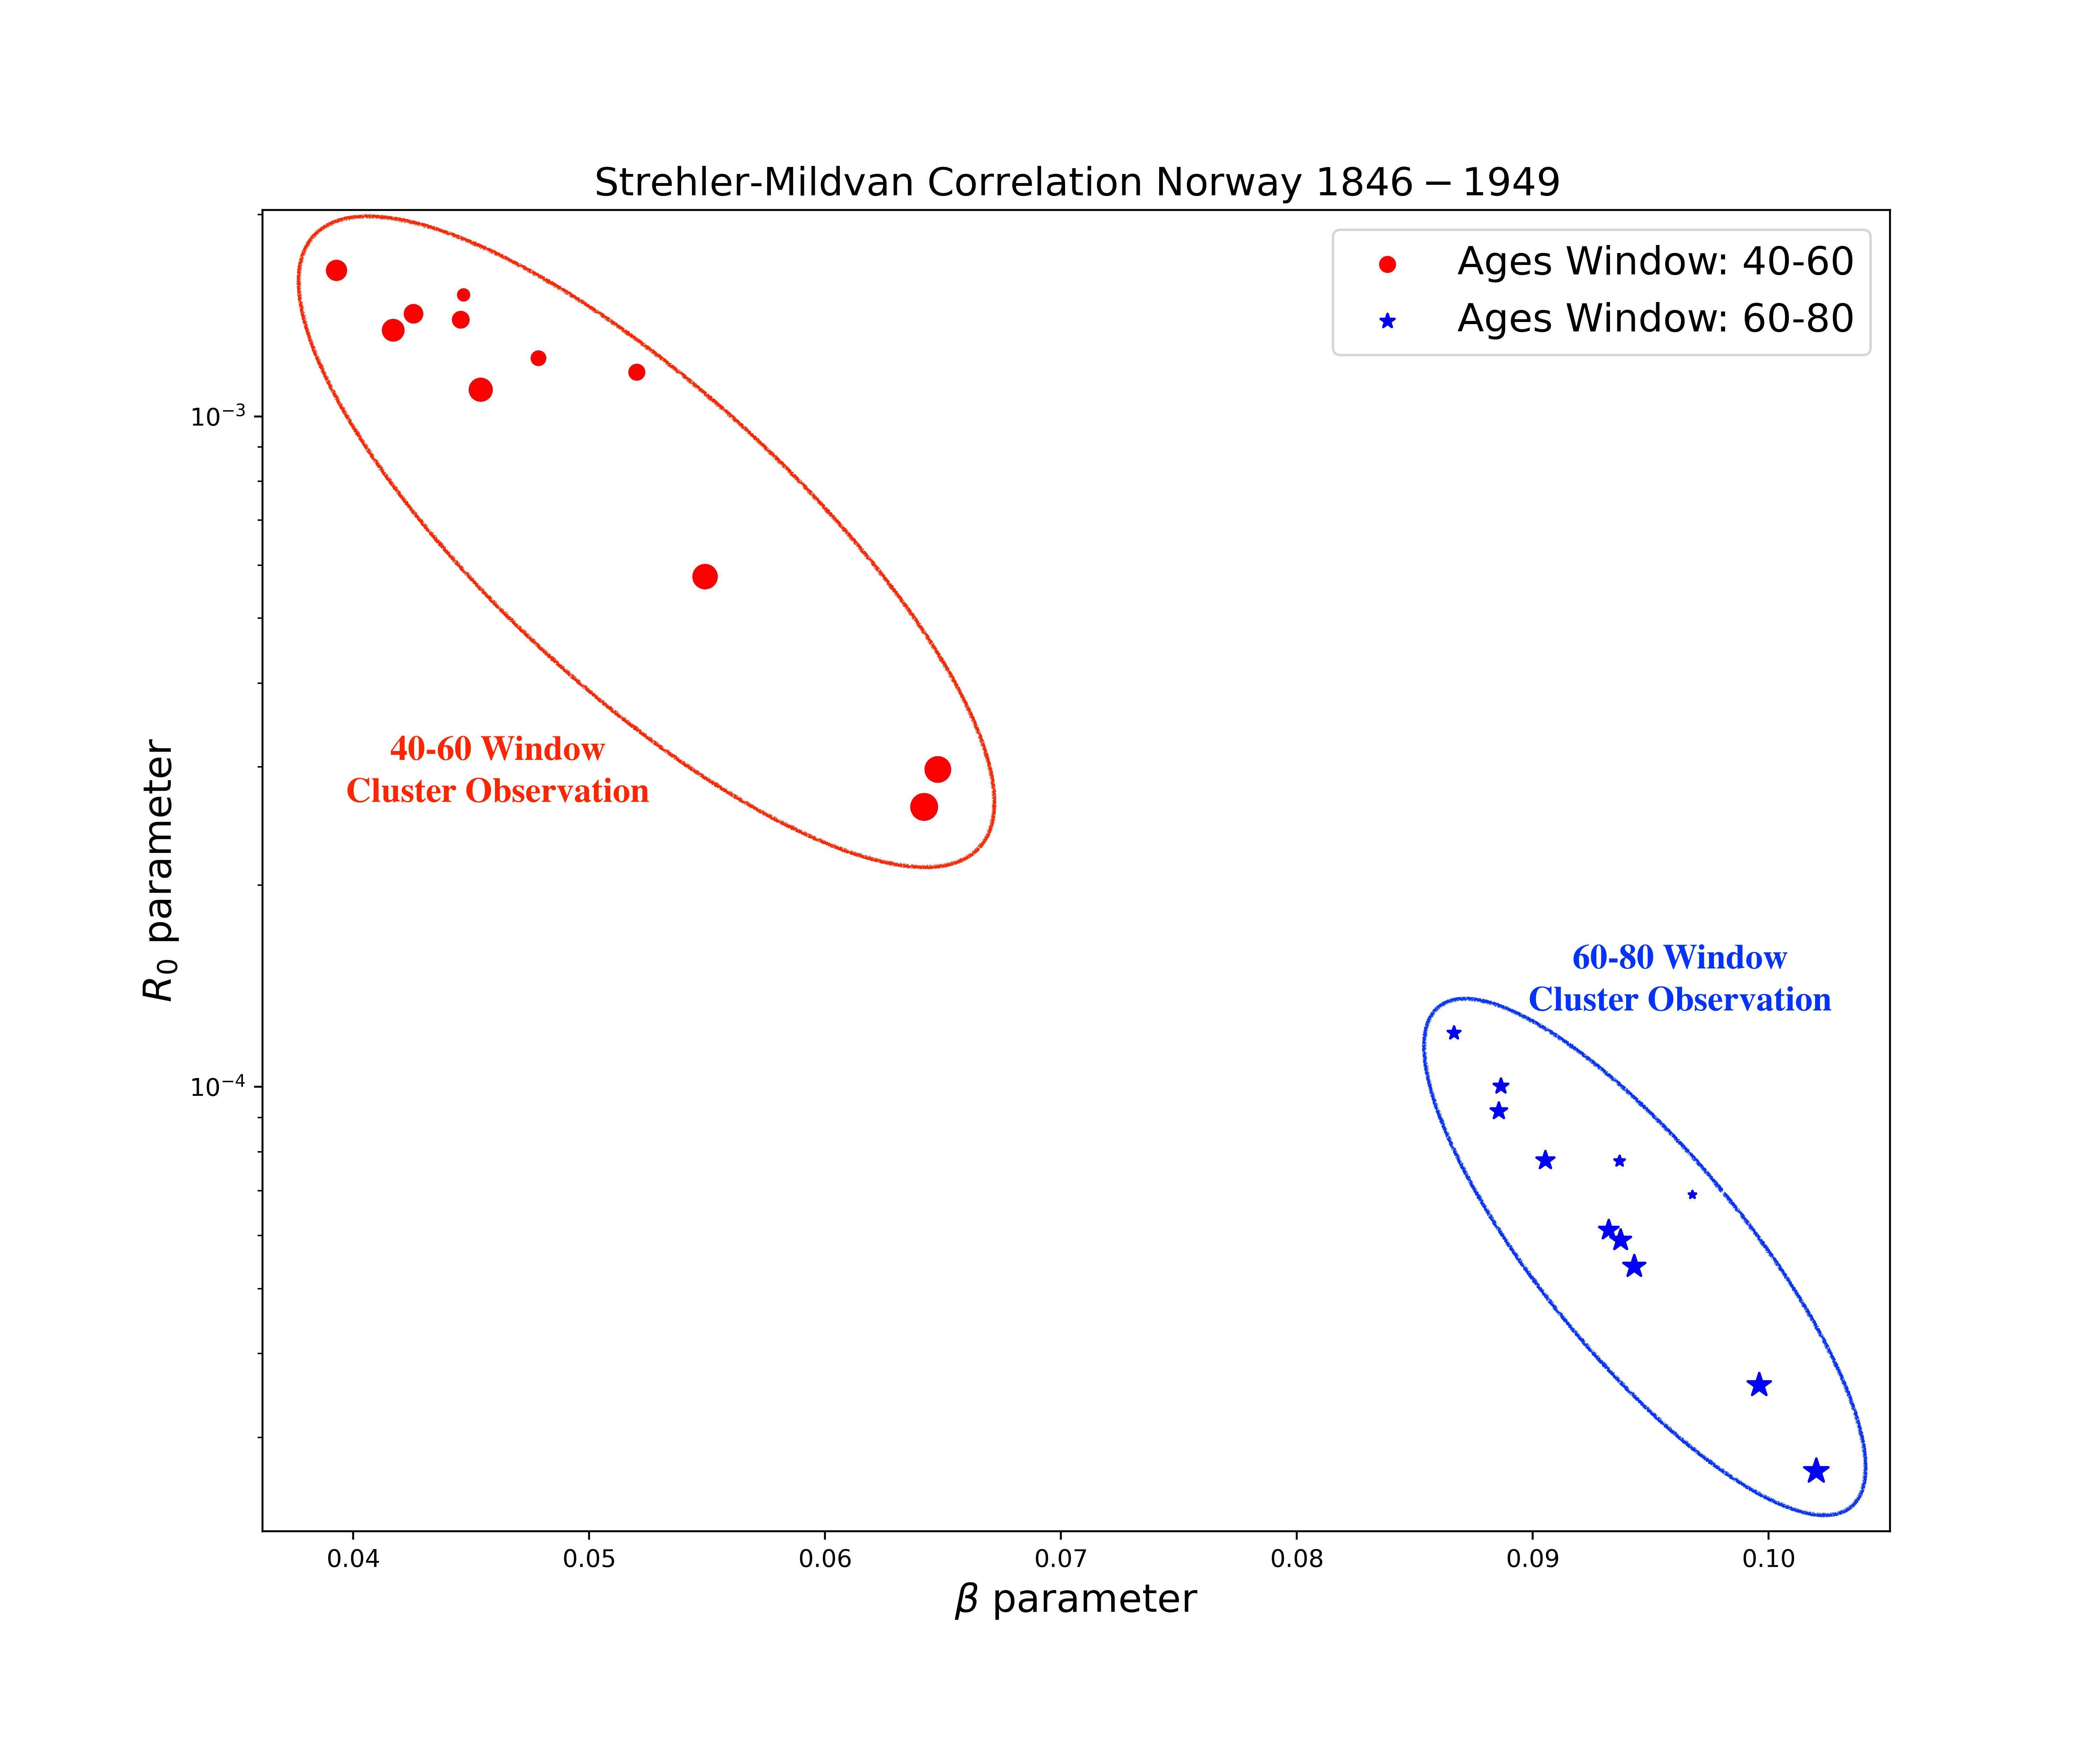 Strehler-Mildvan Correlation Norway 1846 − 1949
Ages Window: 40-60
Ages Window: 60-80
10⁻³
10⁻⁴
R₀ parameter
40-60 Window
Cluster Observation
60-80 Window
Cluster Observation
0.04 0.05 0.06 0.07 0.08 0.09 0.10
β parameter